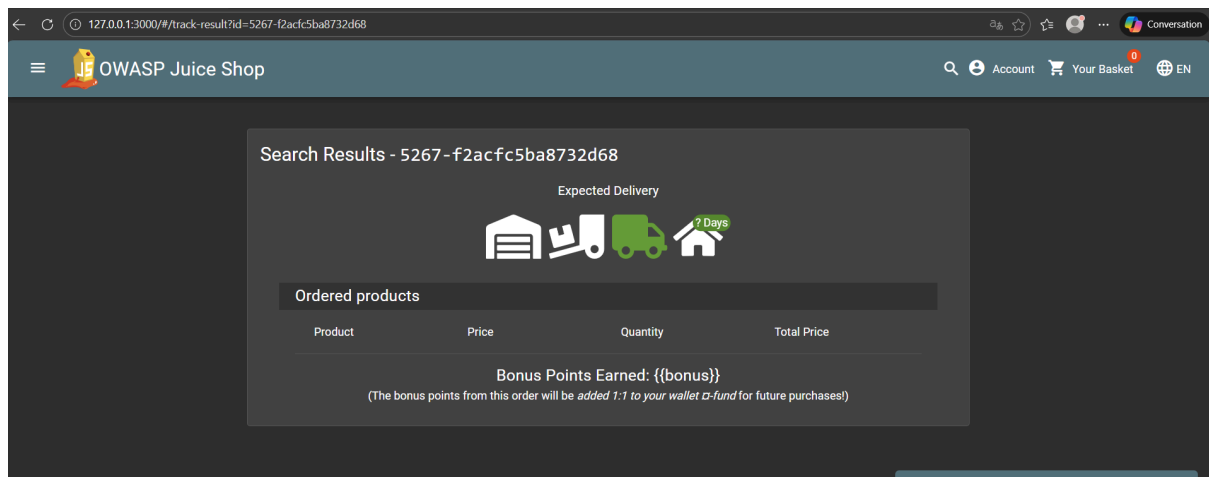 127.0.0.1:3000/#/track-result?id=5267-f2acfc5ba8732d68
Conversation
OWASP Juice Shop
Account
0
Your Basket
EN
Search Results - 5267-f2acfc5ba8732d68
Expected Delivery
? Days
Ordered products
Product Price Quantity Total Price
Bonus Points Earned: {{bonus}}
(The bonus points from this order will be added 1:1 to your wallet ¤-fund for future purchases!)